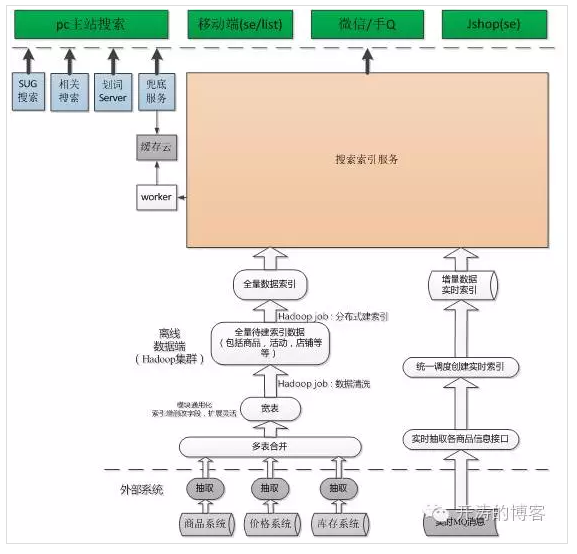 pc主站搜索
移动端(se/list)
微信/手Q
Jshop(se)
SUG
搜索
相关
搜索
划词
Server
兜底
服务
缓存云
worker
搜索索引服务
全量数据索引
增量数据
实时索引
Hadoop job：分布式建索引
离线
数据端
（Hadoop集群）
全量待建索引数据
（包括商品，活动，店铺等
等）
统一调度创建实时索引
Hadoop job：数据清洗
模块通用化
索引端创改字段，扩展灵活
宽表
多表合并
实时抽取各商品信息接口
外部系统
抽取
抽取
抽取
商品系统
价格系统
库存系统
实时MQ消息
开涛的博客